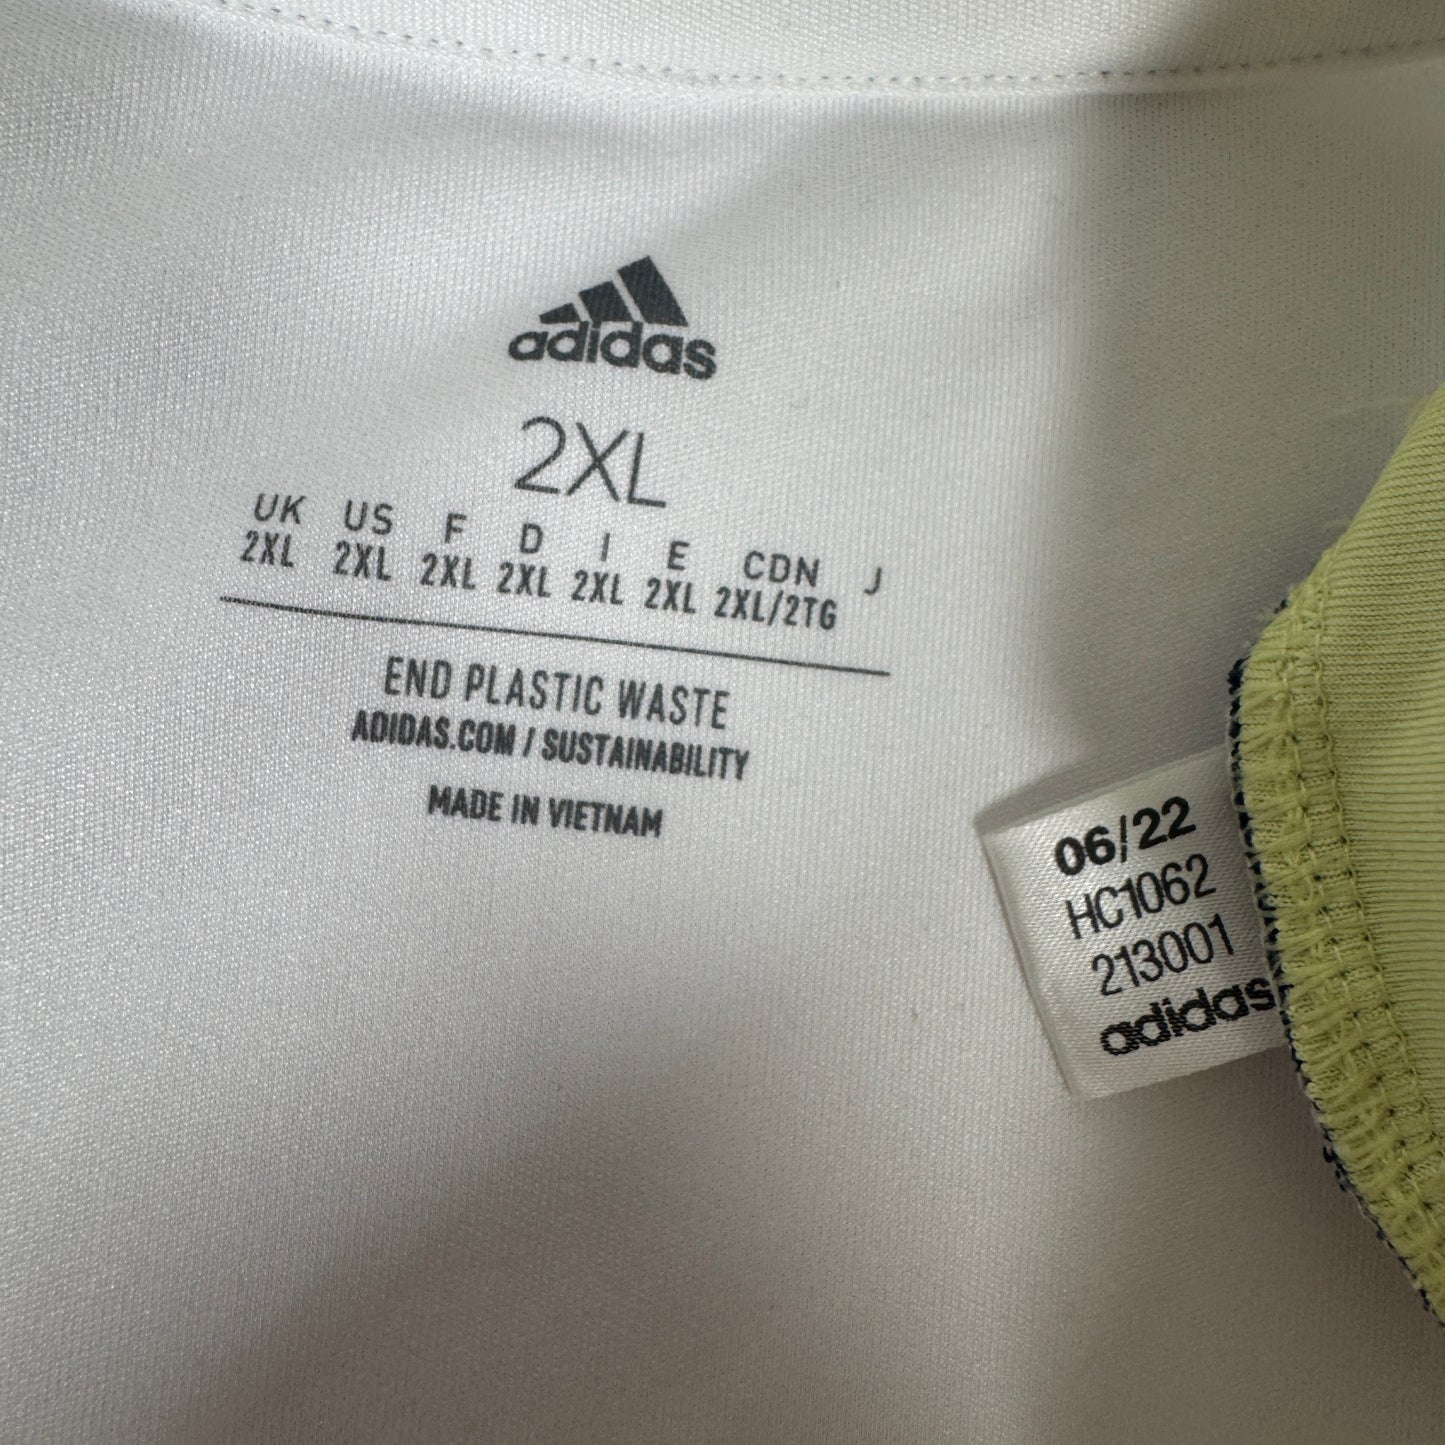 adidas
2XL
UK US F D I E CDN J
2XL 2XL 2XL 2XL 2XL 2XL 2XL/2TG
END PLASTIC WASTE
ADIDAS.COM / SUSTAINABILITY
MADE IN VIETNAM
06/22
HC1062
213001
adidas